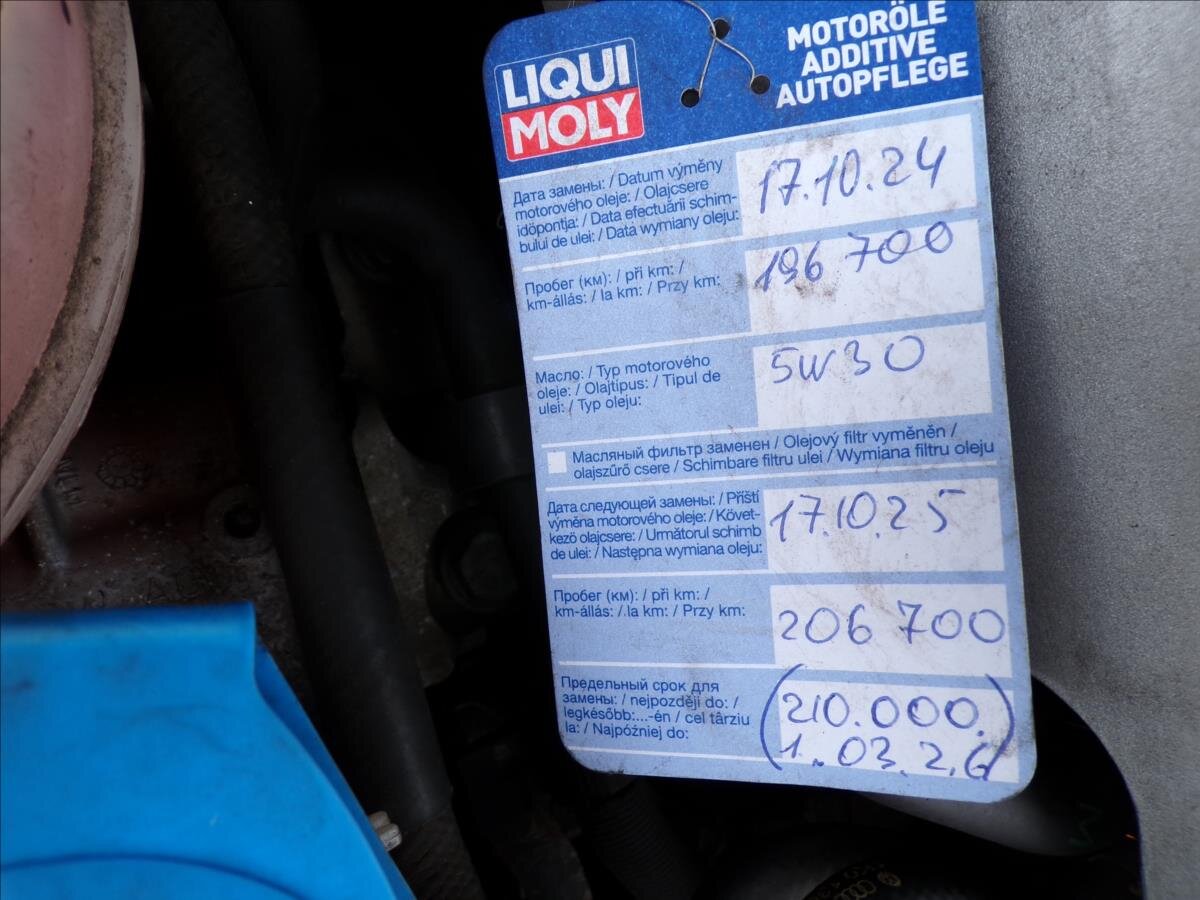 LIQUI
MOLY
MOTORÖLE
ADDITIVE
AUTOPFLEGE
Дата замены: / Datum výměny
motorového oleje: / Olajcsere
időpontja: / Data efectuării schim-
bului de ulei: / Data wymiany oleju:
17.10.24
Пробег (км): / při km: /
km-állás: / la km: / Przy km:
196 700
Масло: / Typ motorového
oleje: / Olajtípus: / Tipul de
ulei: / Typ oleju:
5W30
Масляный фильтр заменен / Olejový filtr vyměněn /
olajszűrő csere / Schimbare filtru ulei / Wymiana filtru oleju
Дата следующей замены: / Příští
výměna motorového oleje: / Követ-
kező olajcsere: / Următorul schimb
de ulei: / Następna wymiana oleju:
17.10.25
Пробег (км): / při km: /
km-állás: / la km: / Przy km:
206 700
Предельный срок для
замены: / nejpozději do: /
legkésőbb:...-én / cel târziu
la: / Najpóźniej do:
(210.000.
1.03.26)